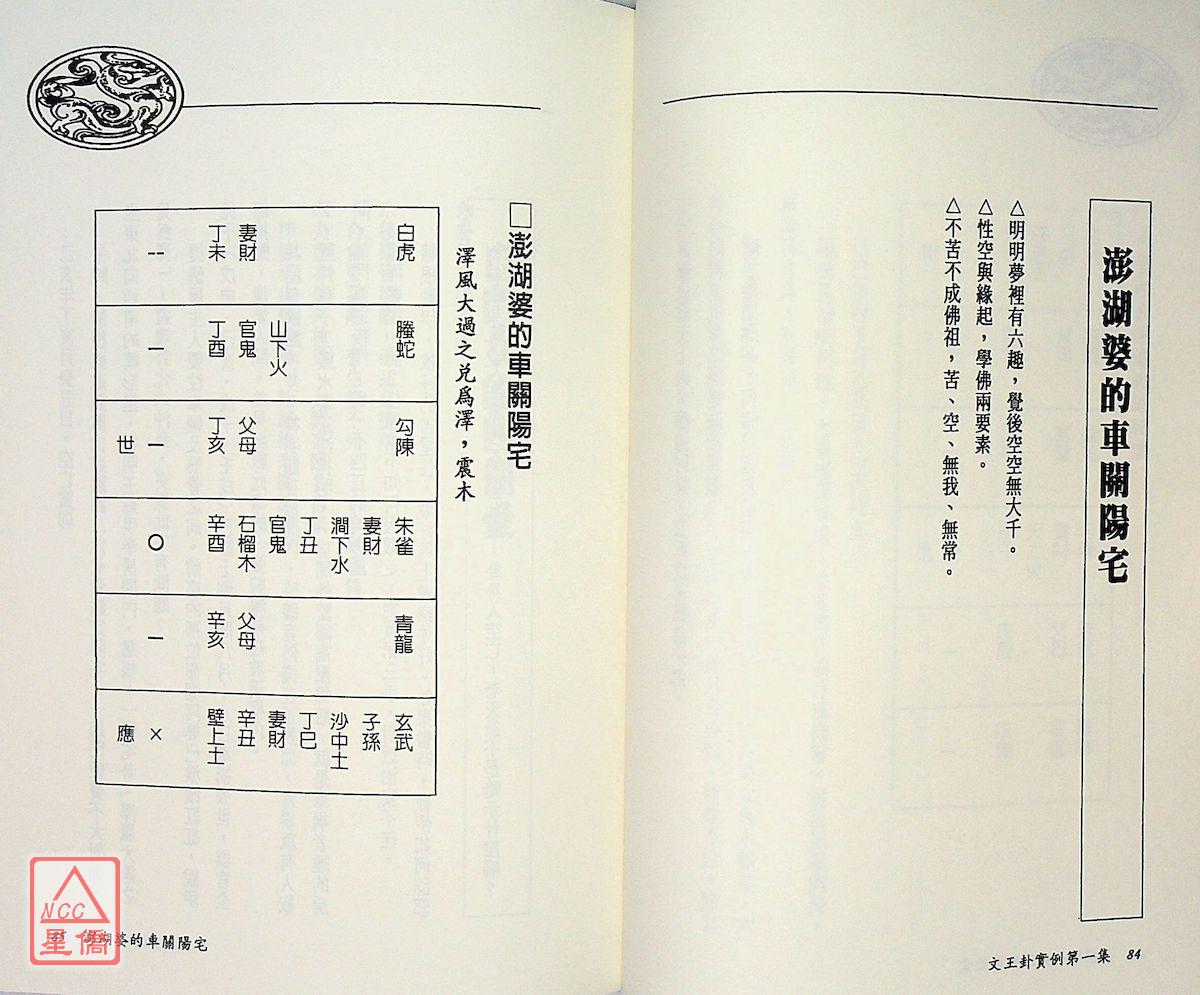 澎湖婆的車關陽宅
△明明夢裡有六趣，覺後空空無大千。
△性空與緣起，學佛兩要素。
△不苦不成佛祖，苦、空、無我、無常。
文王卦實例第一集 84
□澎湖婆的車關陽宅
澤風大過之兌為澤，震木
白虎
妻財
丁未
--
螣蛇
山下火
官鬼
丁酉
—
勾陳
父母
丁亥
—
世
朱雀
妻財
澗下水
丁丑
官鬼
石榴木
辛酉
○
青龍
父母
辛亥
—
玄武
子孫
沙中土
丁巳
妻財
辛丑
壁上土
×
應
85 澎湖婆的車關陽宅
NCC
星僑